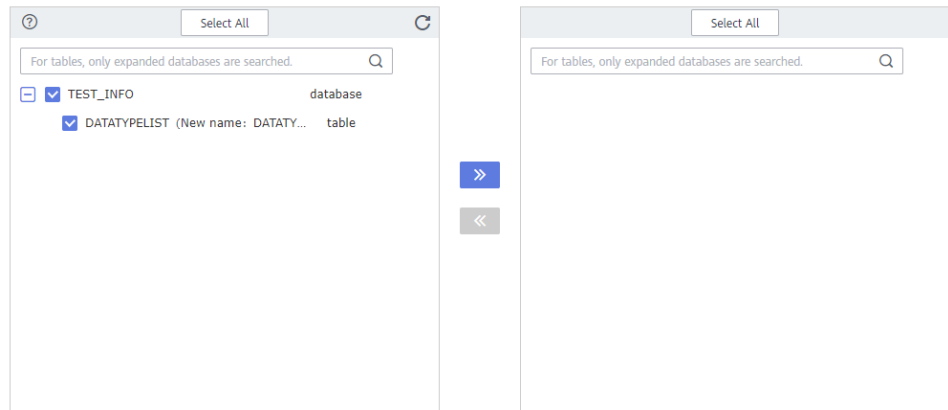 Select All
For tables, only expanded databases are searched.
TEST_INFO database
DATATYPELIST (New name: DATATY... table
Select All
For tables, only expanded databases are searched.